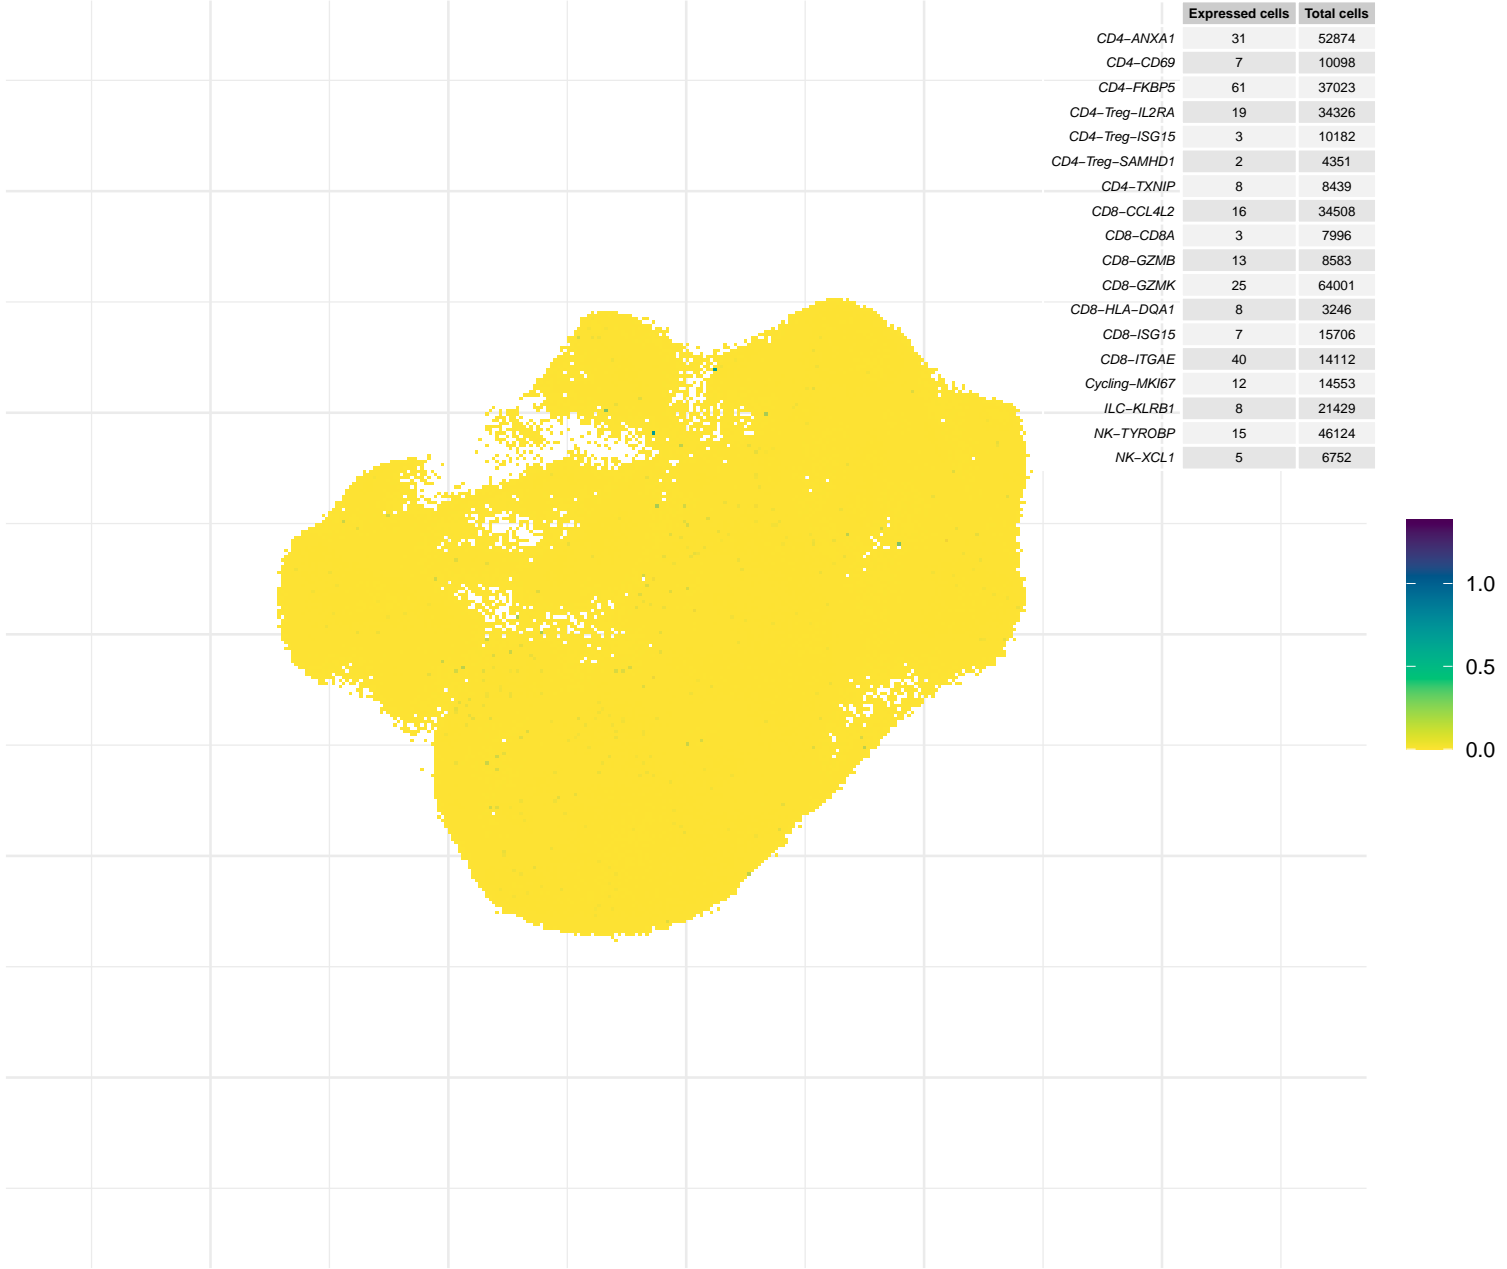 Expressed cells Total cells
CD4−ANXA1 31 52874
CD4−CD69 7 10098
CD4−FKBP5 61 37023
CD4−Treg−IL2RA 19 34326
CD4−Treg−ISG15 3 10182
CD4−Treg−SAMHD1 2 4351
CD4−TXNIP 8 8439
CD8−CCL4L2 16 34508
CD8−CD8A 3 7996
CD8−GZMB 13 8583
CD8−GZMK 25 64001
CD8−HLA−DQA1 8 3246
CD8−ISG15 7 15706
CD8−ITGAE 40 14112
Cycling−MKI67 12 14553
ILC−KLRB1 8 21429
NK−TYROBP 15 46124
NK−XCL1 5 6752
1.0
0.5
0.0